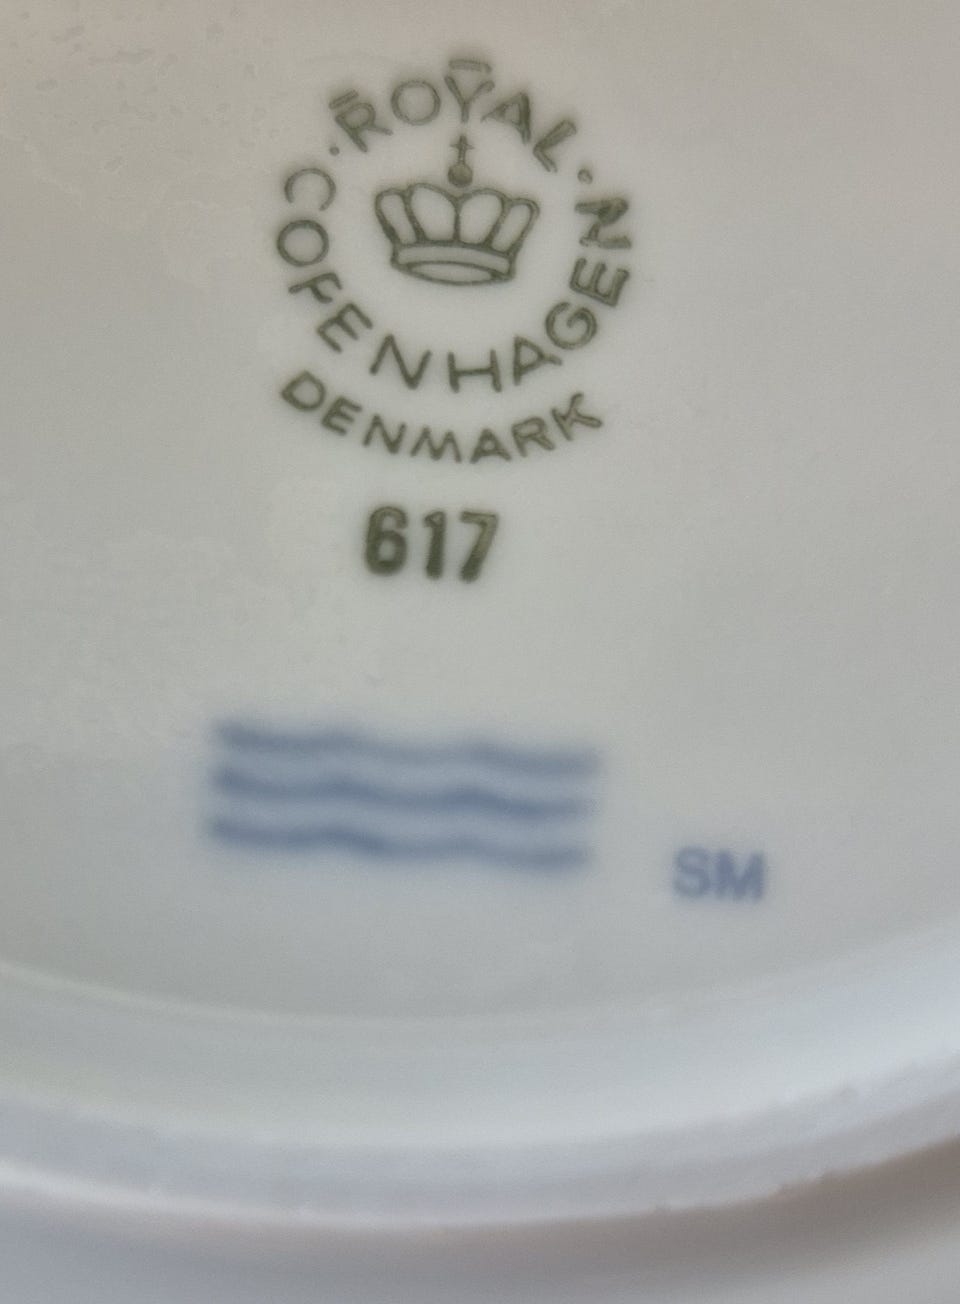 ROYAL
COPENHAGEN
DENMARK
617
SM